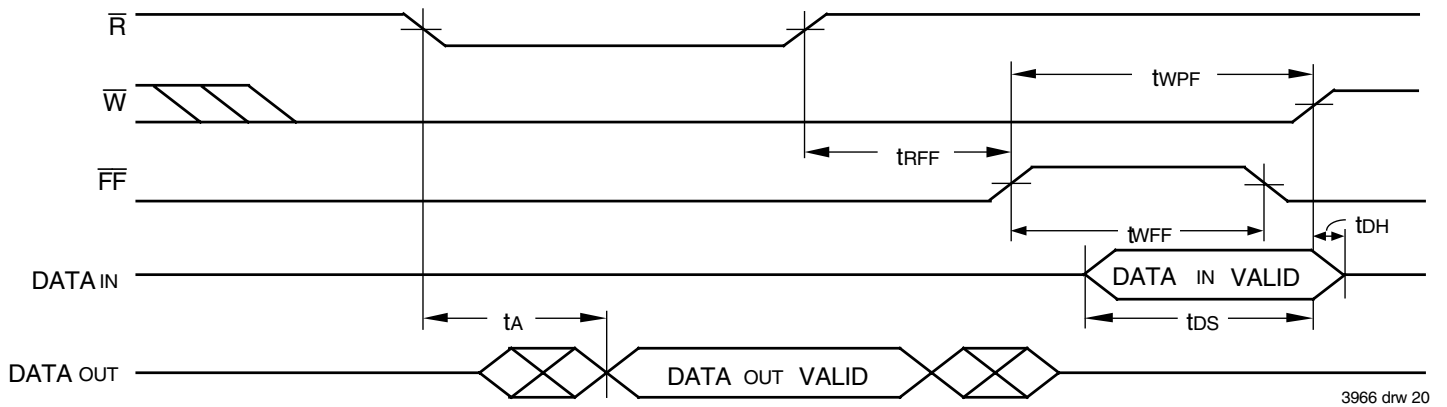 R̅
W̅
tWPF
tRFF
F̅F̅
tWFF
tDH
DATA IN
DATA IN VALID
tA
tDS
DATA OUT
DATA OUT VALID
3966 drw 20